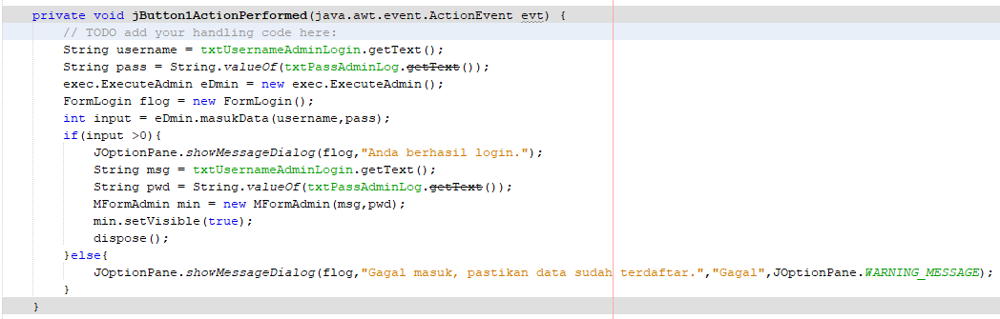 private void jButton1ActionPerformed(java.awt.event.ActionEvent evt) {
// TODO add your handling code here:
String username = txtUsernameAdminLogin.getText();
String pass = String.valueOf(txtPassAdminLog.getText());
exec.ExecuteAdmin eDmin = new exec.ExecuteAdmin();
FormLogin flog = new FormLogin();
int input = eDmin.masukData(username,pass);
if(input >0){
JOptionPane.showMessageDialog(flog,"Anda berhasil login.");
String msg = txtUsernameAdminLogin.getText();
String pwd = String.valueOf(txtPassAdminLog.getText());
MFormAdmin min = new MFormAdmin(msg,pwd);
min.setVisible(true);
dispose();
}else{
JOptionPane.showMessageDialog(flog,"Gagal masuk, pastikan data sudah terdaftar.","Gagal",JOptionPane.WARNING_MESSAGE);
}
}